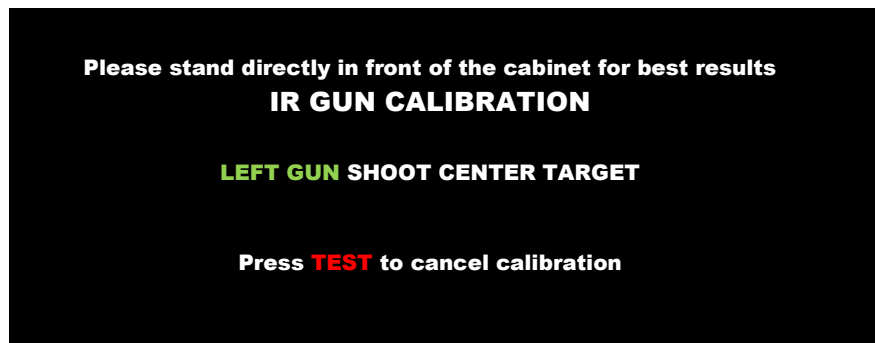 Please stand directly in front of the cabinet for best results
IR GUN CALIBRATION
LEFT GUN SHOOT CENTER TARGET
Press TEST to cancel calibration